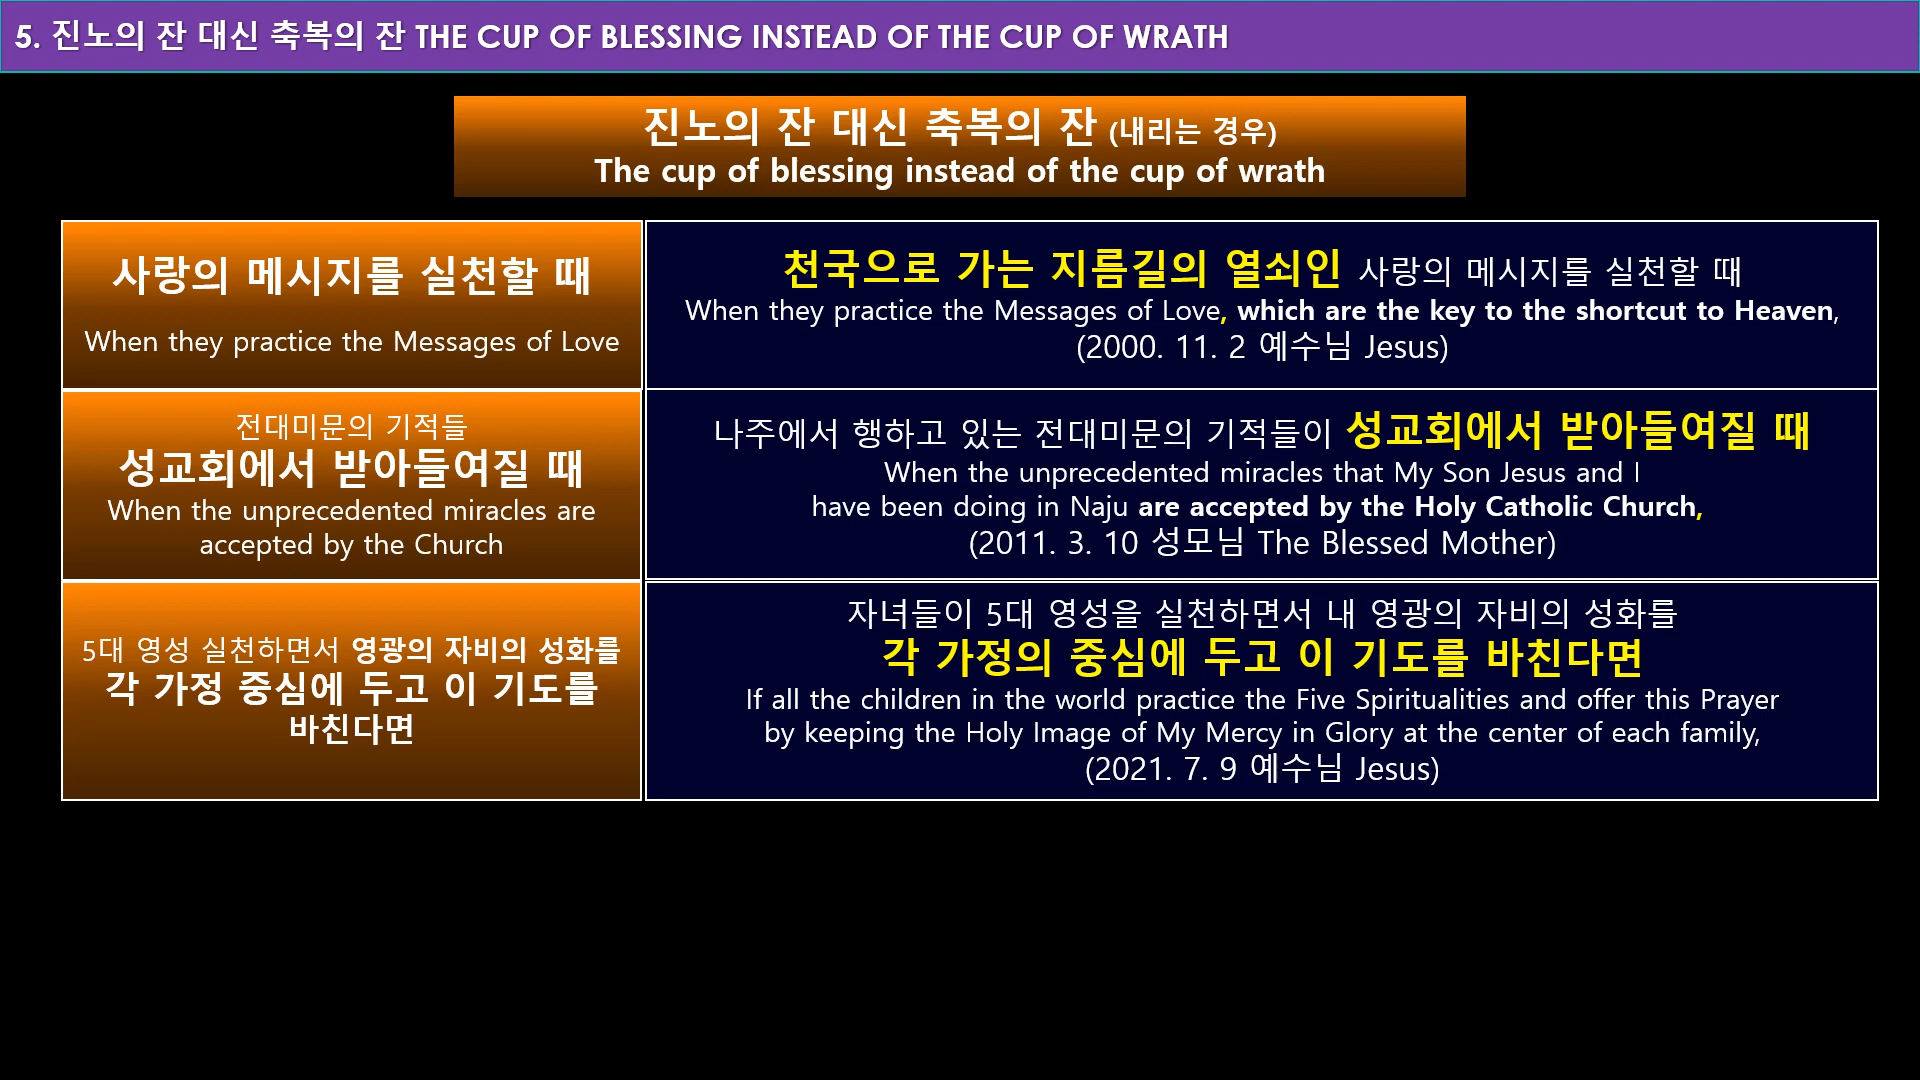 5. 진노의 잔 대신 축복의 잔 THE CUP OF BLESSING INSTEAD OF THE CUP OF WRATH
진노의 잔 대신 축복의 잔 (내리는 경우)
The cup of blessing instead of the cup of wrath
사랑의 메시지를 실천할 때
When they practice the Messages of Love
천국으로 가는 지름길의 열쇠인 사랑의 메시지를 실천할 때
When they practice the Messages of Love, which are the key to the shortcut to Heaven,
(2000. 11. 2 예수님 Jesus)
전대미문의 기적들
성교회에서 받아들여질 때
When the unprecedented miracles are
accepted by the Church
나주에서 행하고 있는 전대미문의 기적들이 성교회에서 받아들여질 때
When the unprecedented miracles that My Son Jesus and I
have been doing in Naju are accepted by the Holy Catholic Church,
(2011. 3. 10 성모님 The Blessed Mother)
5대 영성 실천하면서 영광의 자비의 성화를
각 가정 중심에 두고 이 기도를
바친다면
자녀들이 5대 영성을 실천하면서 내 영광의 자비의 성화를
각 가정의 중심에 두고 이 기도를 바친다면
If all the children in the world practice the Five Spiritualities and offer this Prayer
by keeping the Holy Image of My Mercy in Glory at the center of each family,
(2021. 7. 9 예수님 Jesus)